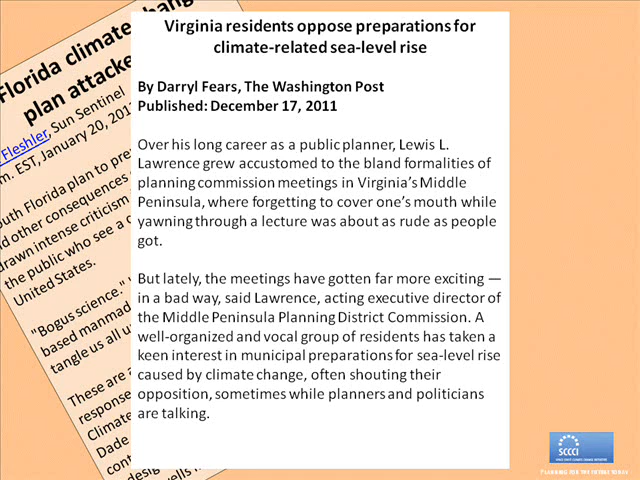 Virginia residents oppose preparations for
climate-related sea-level rise
By Darryl Fears, The Washington Post
Published: December 17, 2011
Over his long career as a public planner, Lewis L.
Lawrence grew accustomed to the bland formalities of
planning commission meetings in Virginia's Middle
Peninsula, where forgetting to cover one's mouth while
yawning through a lecture was about as rude as people
got.
But lately, the meetings have gotten far more exciting —
in a bad way, said Lawrence, acting executive director of
the Middle Peninsula Planning District Commission. A
well-organized and vocal group of residents has taken a
keen interest in municipal preparations for sea-level rise
caused by climate change, often shouting their
opposition, sometimes while planners and politicians
are talking.
Florida climate chang
plan attacke
Fleshler, Sun Sentinel
m. EST, January 20, 201
uth Florida plan to pre
d other consequences
rawn intense criticism
the public who see a c
United States.
"Bogus science."
based manmad
tangle us all u
These are a
response
Climate
Dade
cont
desig
ells
SCCCI